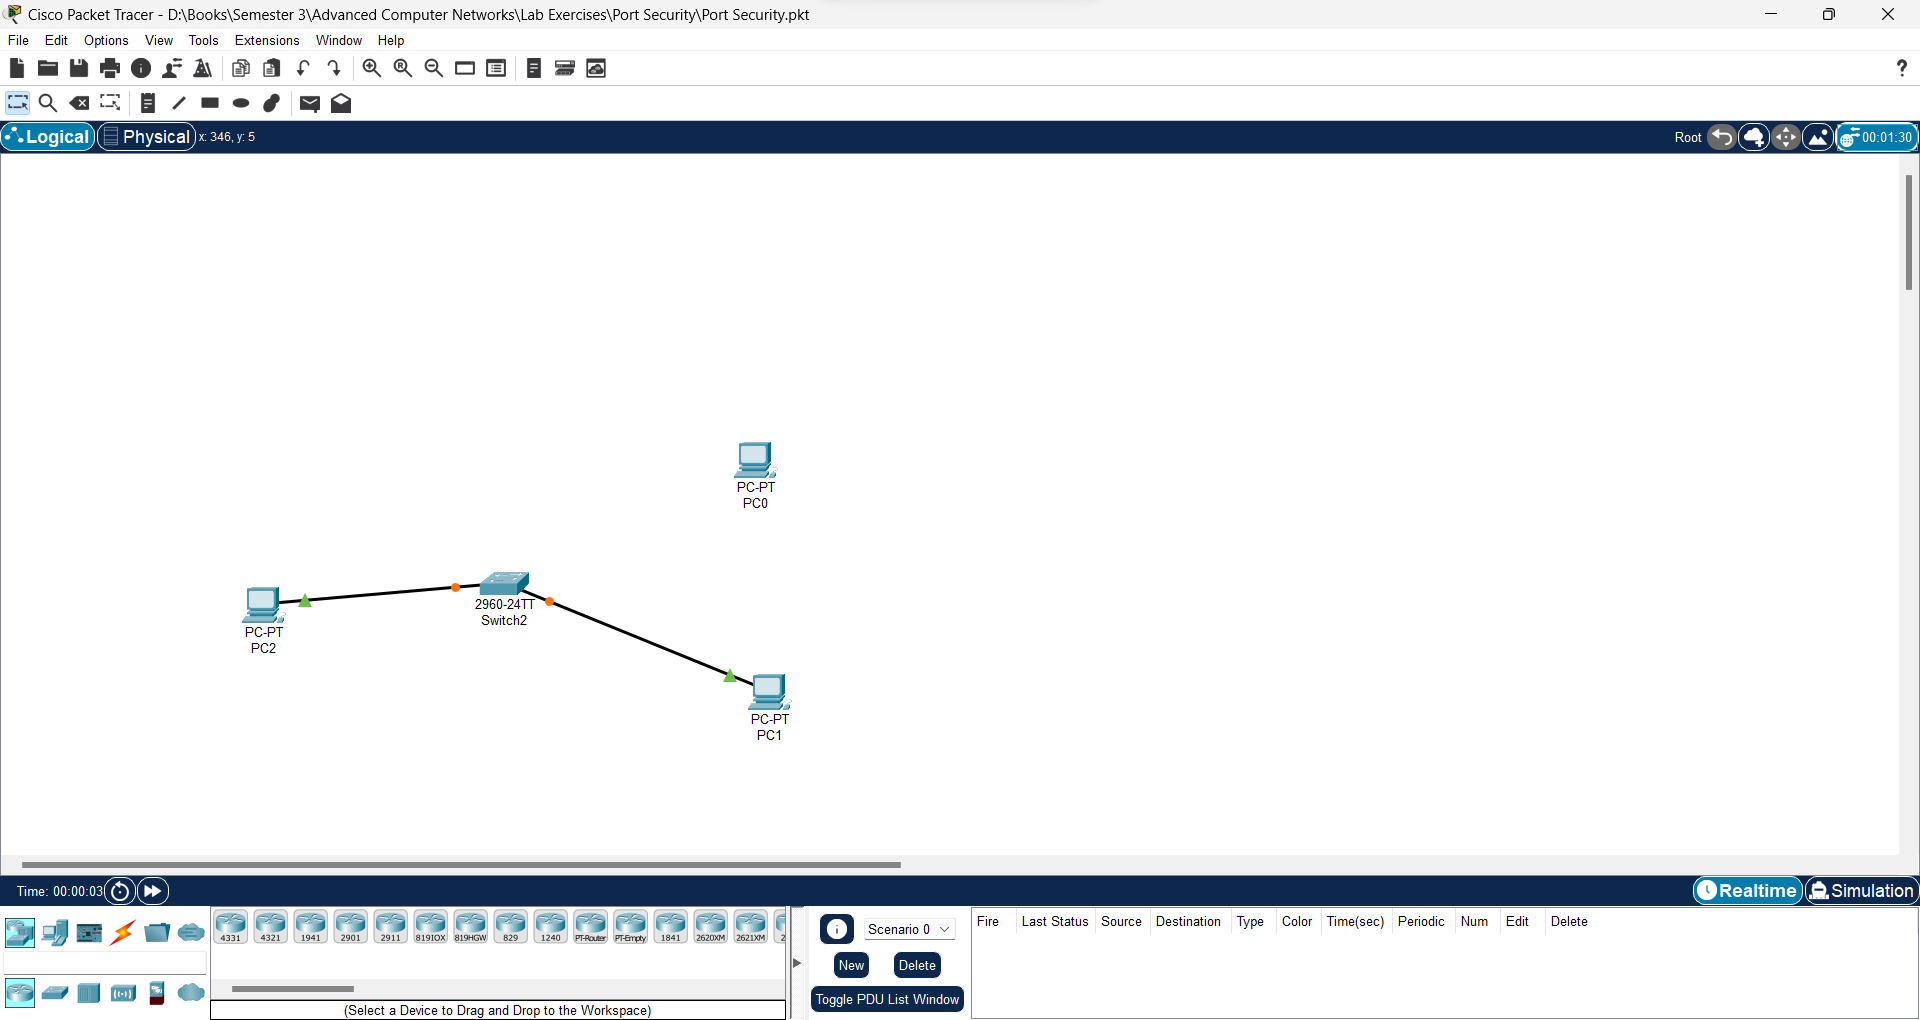 Cisco Packet Tracer - D:\Books\Semester 3\Advanced Computer Networks\Lab Exercises\Port Security\Port Security.pkt
File Edit Options View Tools Extensions Window Help
?
Logical Physical x: 346, y: 5 Root 00:01:30
PC-PT
PC0
2960-24TT
Switch2
PC-PT
PC2
PC-PT
PC1
Time: 00:00:03 Realtime Simulation
4331 4321 1941 2901 2911 819IOX 819HGW 829 1240 PT-Router PT-Empty 1841 2620XM 2621XM 2
(Select a Device to Drag and Drop to the Workspace)
Scenario 0
New Delete
Toggle PDU List Window
Fire Last Status Source Destination Type Color Time(sec) Periodic Num Edit Delete